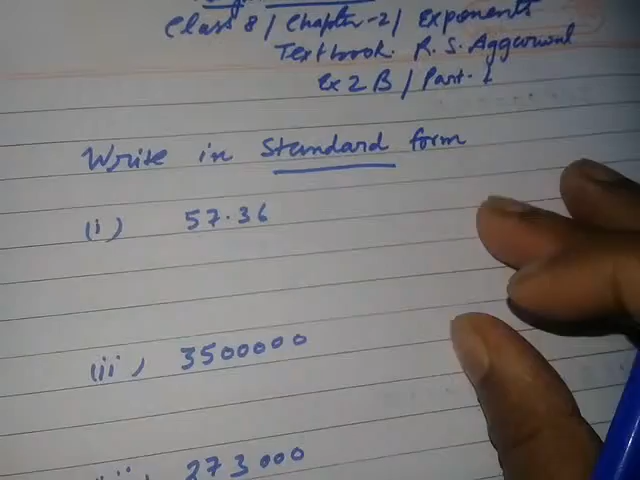 Class 8 / Chapter-2 / Exponents
Textbook. R. S. Aggarwal
Ex 2 B / Part-1
Write in Standard form
(i) 57.36
(ii) 3500000
273000